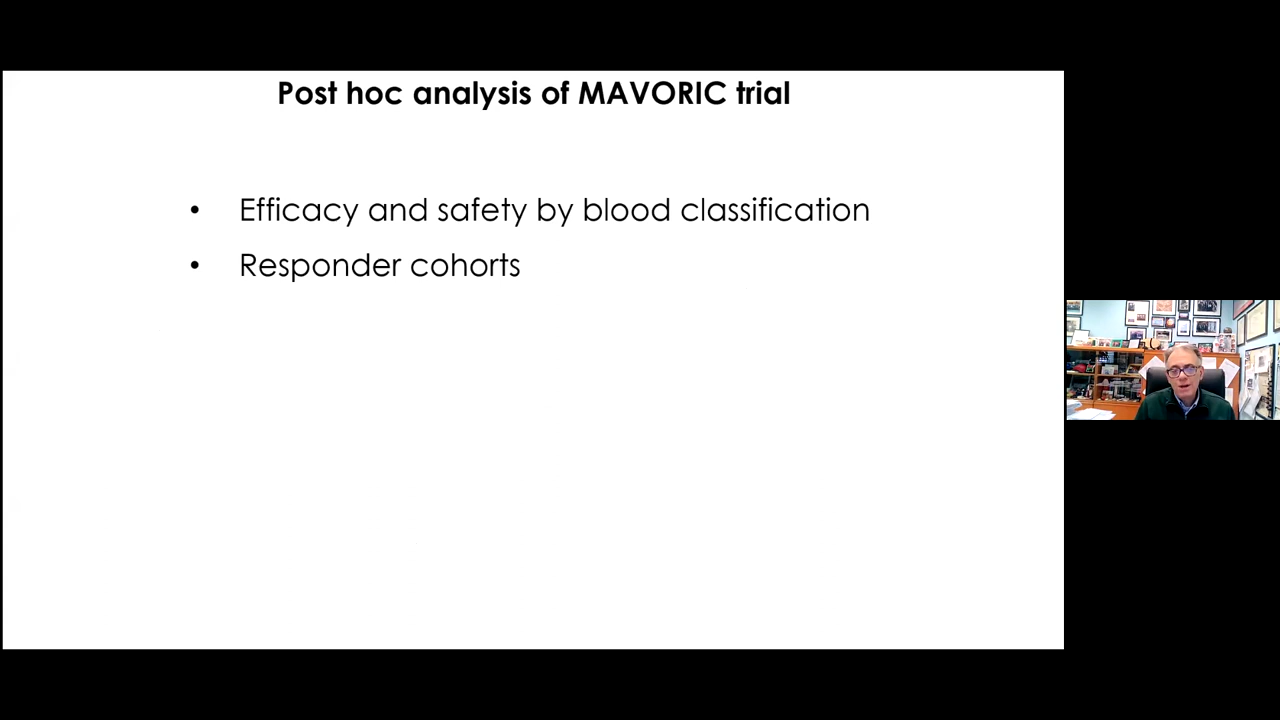 Post hoc analysis of MAVORIC trial
• Efficacy and safety by blood classification
• Responder cohorts